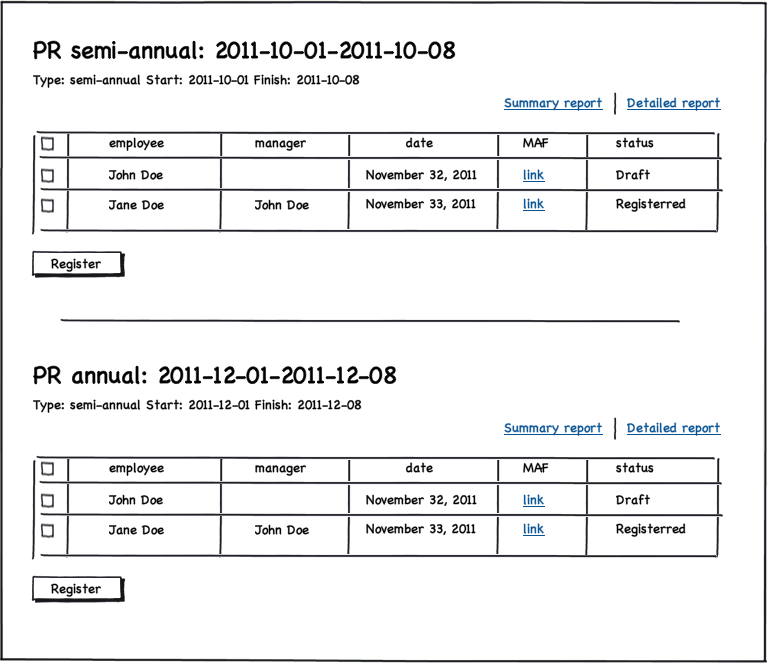 PR semi-annual: 2011-10-01-2011-10-08
Type: semi-annual Start: 2011-10-01 Finish: 2011-10-08
Summary report Detailed report
employee manager date MAF status
John Doe November 32, 2011 link Draft
Jane Doe John Doe November 33, 2011 link Registerred
Register
PR annual: 2011-12-01-2011-12-08
Type: semi-annual Start: 2011-12-01 Finish: 2011-12-08
Summary report Detailed report
employee manager date MAF status
John Doe November 32, 2011 link Draft
Jane Doe John Doe November 33, 2011 link Registerred
Register